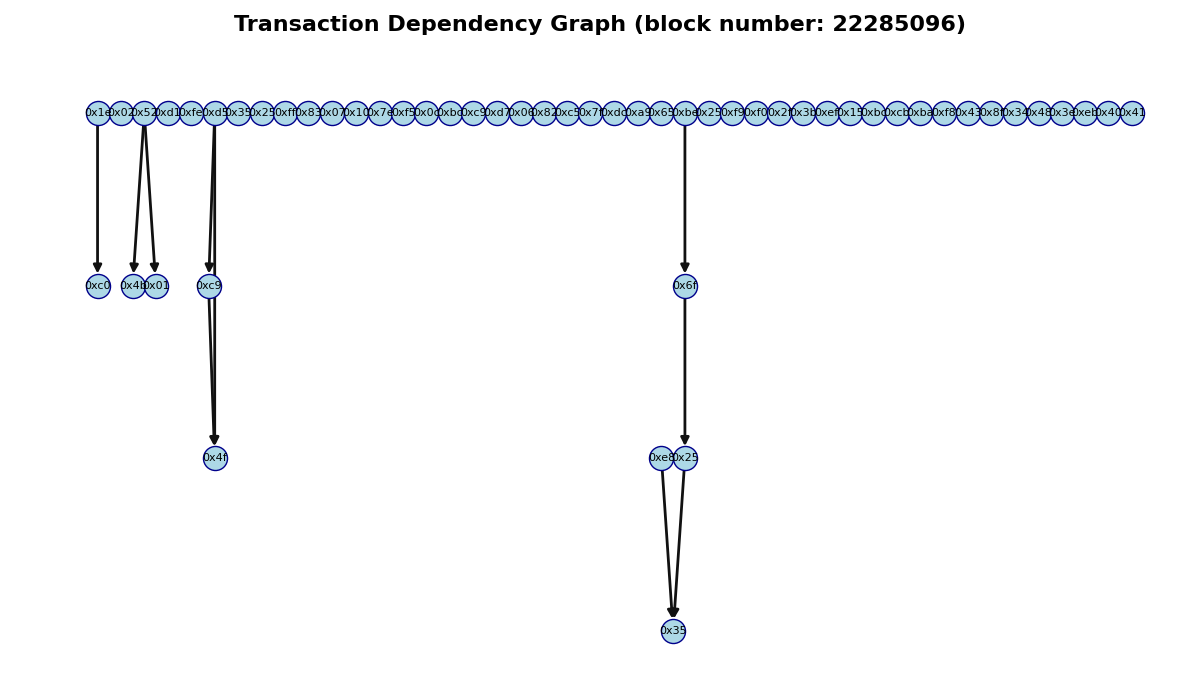 Transaction Dependency Graph (block number: 22285096)
0x1e 0x02 0x52 0xd1 0xfe 0xd5 0x35 0x25 0xff 0x83 0x07 0x10 0x7e 0xf5 0x0c 0xbc 0xc9 0xd7 0x06 0x82 0xc5 0x7f 0xdc 0xa9 0x65 0xbe 0x25 0xf9 0xf0 0x2f 0x3b 0xef 0x15 0xbc 0xcb 0xba 0xf8 0x43 0x8f 0x34 0x48 0x3e 0xeb 0x40 0x41
0xc0 0x4b 0x01 0xc9 0x6f
0x4f 0xe8 0x25
0x35